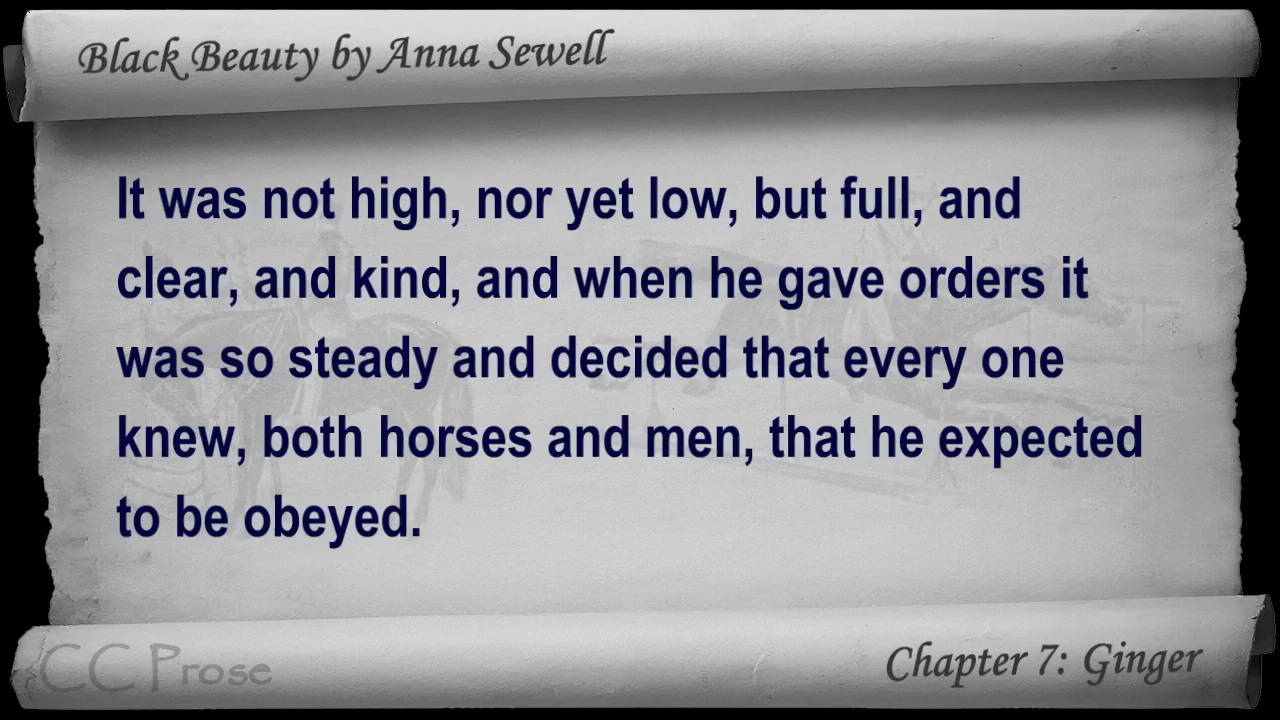 Black Beauty by Anna Sewell
It was not high, nor yet low, but full, and
clear, and kind, and when he gave orders it
was so steady and decided that every one
knew, both horses and men, that he expected
to be obeyed.
CC Prose
Chapter 7: Ginger